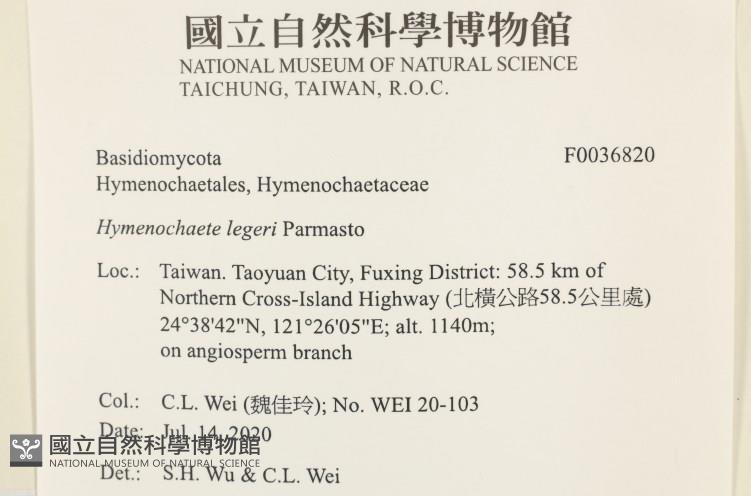 國立自然科學博物館
NATIONAL MUSEUM OF NATURAL SCIENCE
TAICHUNG, TAIWAN, R.O.C.
Basidiomycota F0036820
Hymenochaetales, Hymenochaetaceae
Hymenochaete legeri Parmasto
Loc.: Taiwan. Taoyuan City, Fuxing District: 58.5 km of
Northern Cross-Island Highway (北橫公路58.5公里處)
24°38'42"N, 121°26'05"E; alt. 1140m;
on angiosperm branch
Col.: C.L. Wei (魏佳玲); No. WEI 20-103
Date: Jul. 14, 2020
國立自然科學博物館
NATIONAL MUSEUM OF NATURAL SCIENCE
Det.: S.H. Wu & C.L. Wei